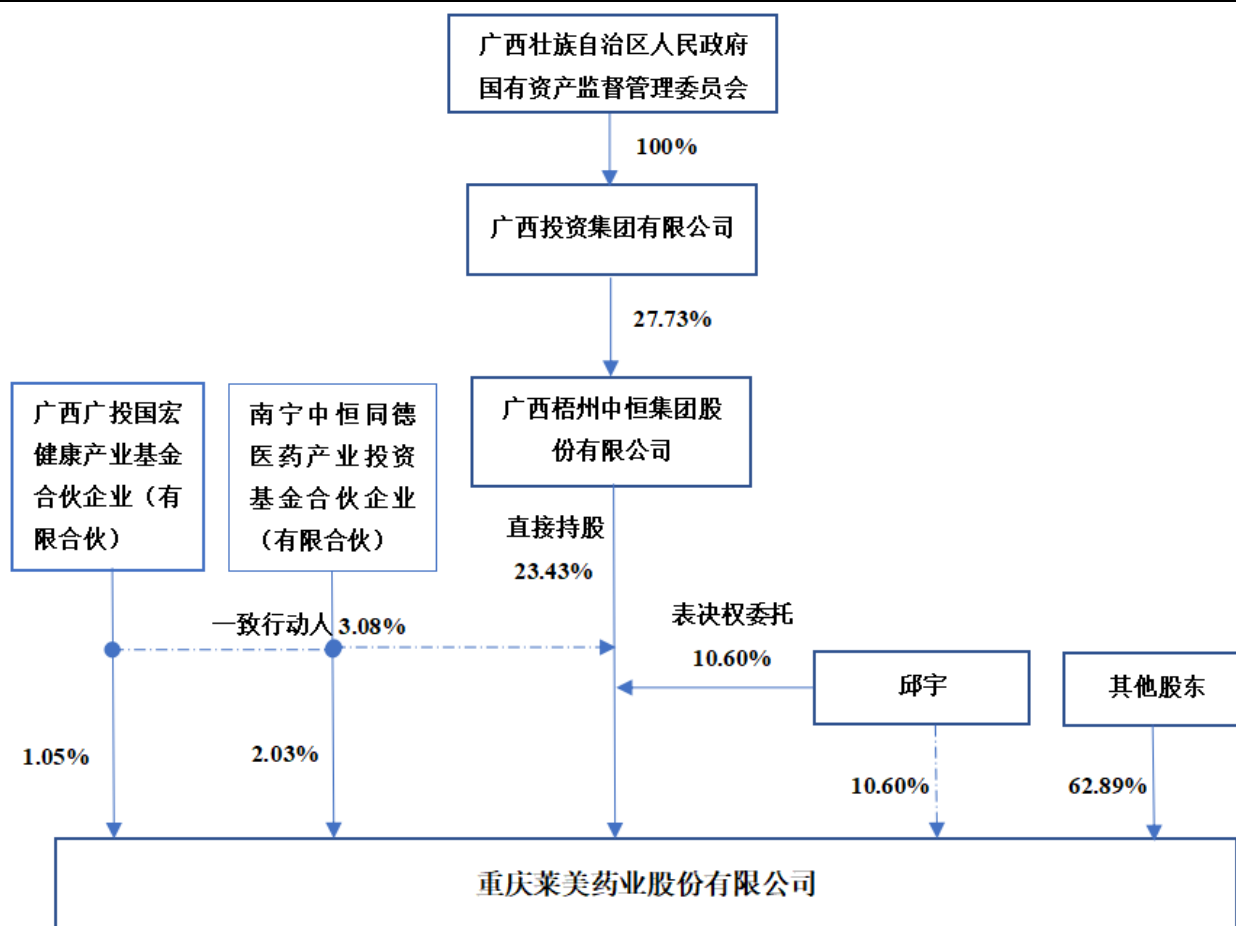 广西壮族自治区人民政府
国有资产监督管理委员会
100%
广西投资集团有限公司
27.73%
广西广投国宏
健康产业基金
合伙企业（有
限合伙）
南宁中恒同德
医药产业投资
基金合伙企业
（有限合伙）
广西梧州中恒集团股
份有限公司
直接持股
23.43%
一致行动人 3.08%
表决权委托
10.60%
邱宇
其他股东
1.05%
2.03%
10.60%
62.89%
重庆莱美药业股份有限公司